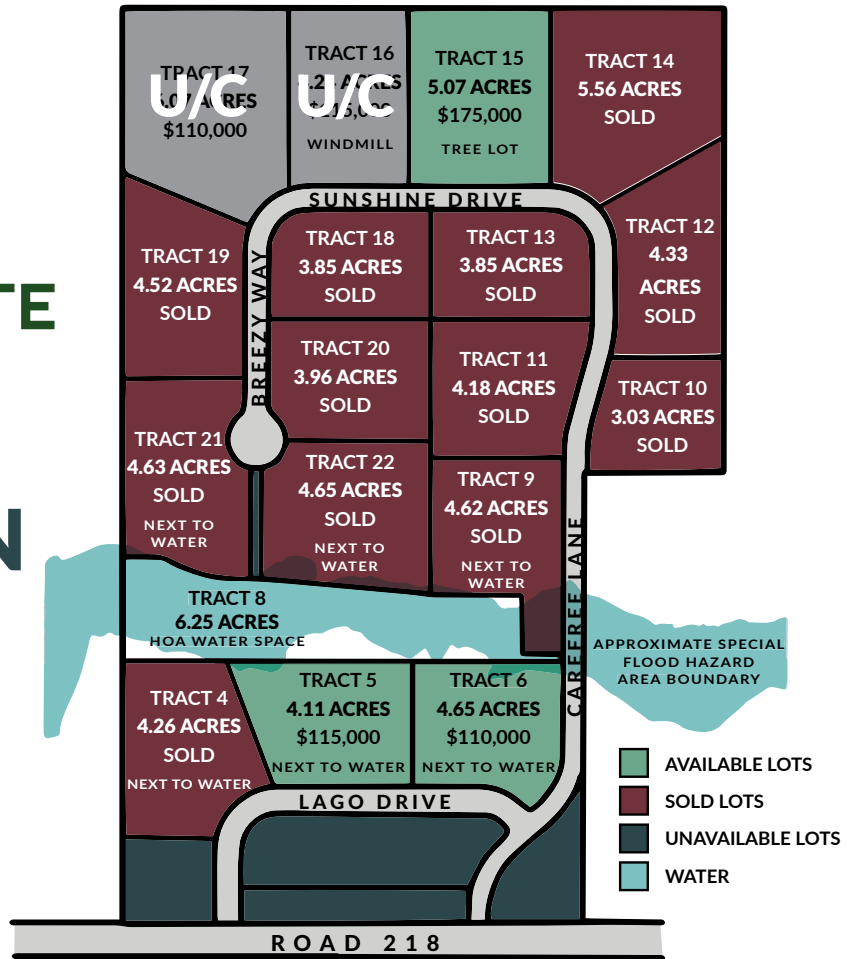 TRACT 17
ACRES
$110,000
U/C
TRACT 16
ACRES
WINDMILL
U/C
TRACT 15
5.07 ACRES
$175,000
TREE LOT
TRACT 14
5.56 ACRES
SOLD
SUNSHINE DRIVE
TRACT 19
4.52 ACRES
SOLD
BREEZY WAY
TRACT 18
3.85 ACRES
SOLD
TRACT 13
3.85 ACRES
SOLD
TRACT 12
4.33
ACRES
SOLD
TE
TRACT 20
3.96 ACRES
SOLD
TRACT 11
4.18 ACRES
SOLD
TRACT 10
3.03 ACRES
SOLD
TRACT 21
4.63 ACRES
SOLD
NEXT TO
WATER
TRACT 22
4.65 ACRES
SOLD
NEXT TO
WATER
TRACT 9
4.62 ACRES
SOLD
NEXT TO
WATER
CAREFREE LANE
N
TRACT 8
6.25 ACRES
HOA WATER SPACE
APPROXIMATE SPECIAL
FLOOD HAZARD
AREA BOUNDARY
TRACT 4
4.26 ACRES
SOLD
NEXT TO WATER
TRACT 5
4.11 ACRES
$115,000
NEXT TO WATER
TRACT 6
4.65 ACRES
$110,000
NEXT TO WATER
LAGO DRIVE
AVAILABLE LOTS
SOLD LOTS
UNAVAILABLE LOTS
WATER
ROAD 218